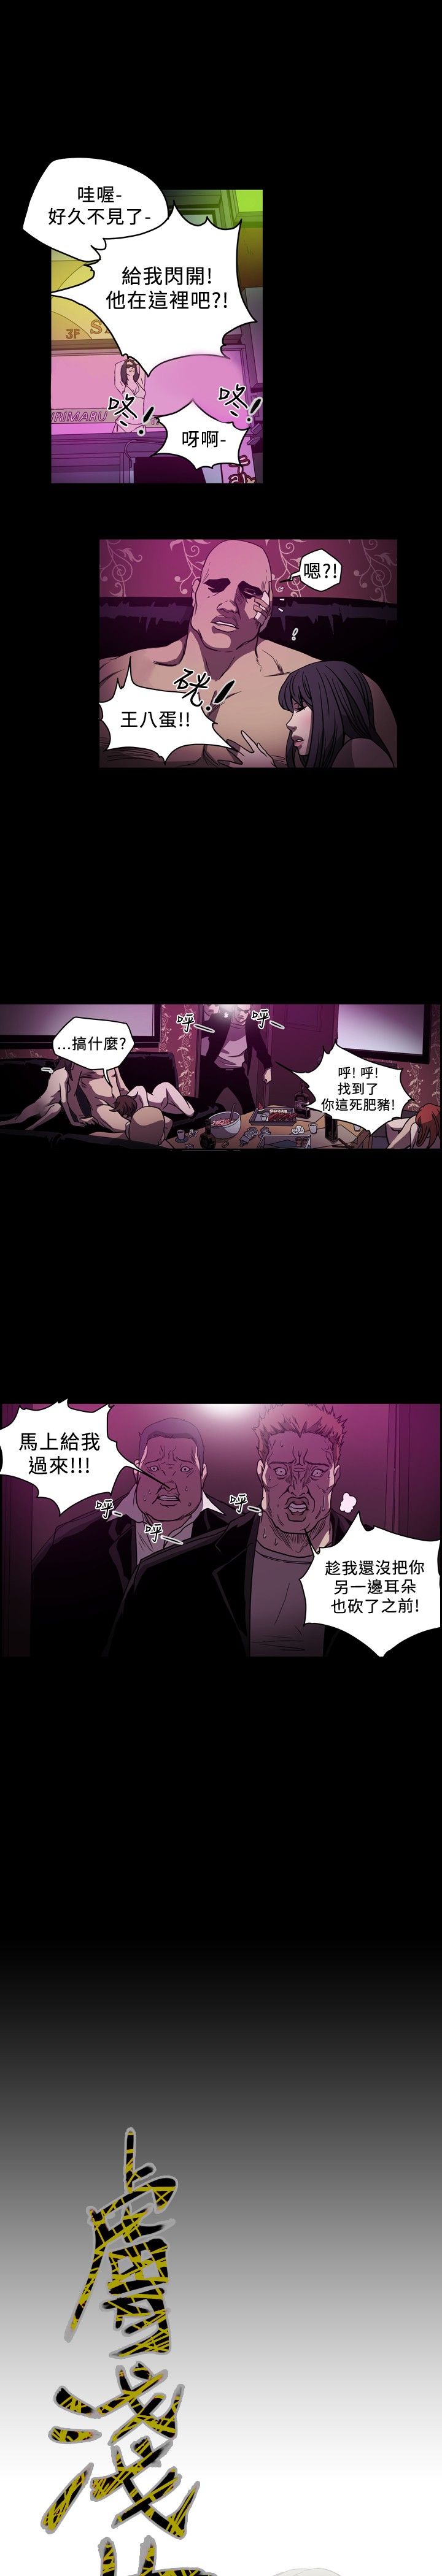 哇喔-
好久不見了-
給我閃開!
他在這裡吧?!
3F
咚!
咚!
呀啊-
嗯?!
王八蛋!!
...搞什麼?
呼—
呼—
呼! 呼!
找到了
你這死肥豬!
馬上給我
過來!!!
呼—
呼—
呼—
趁我還沒把你
另一邊耳朵
也砍了之前!